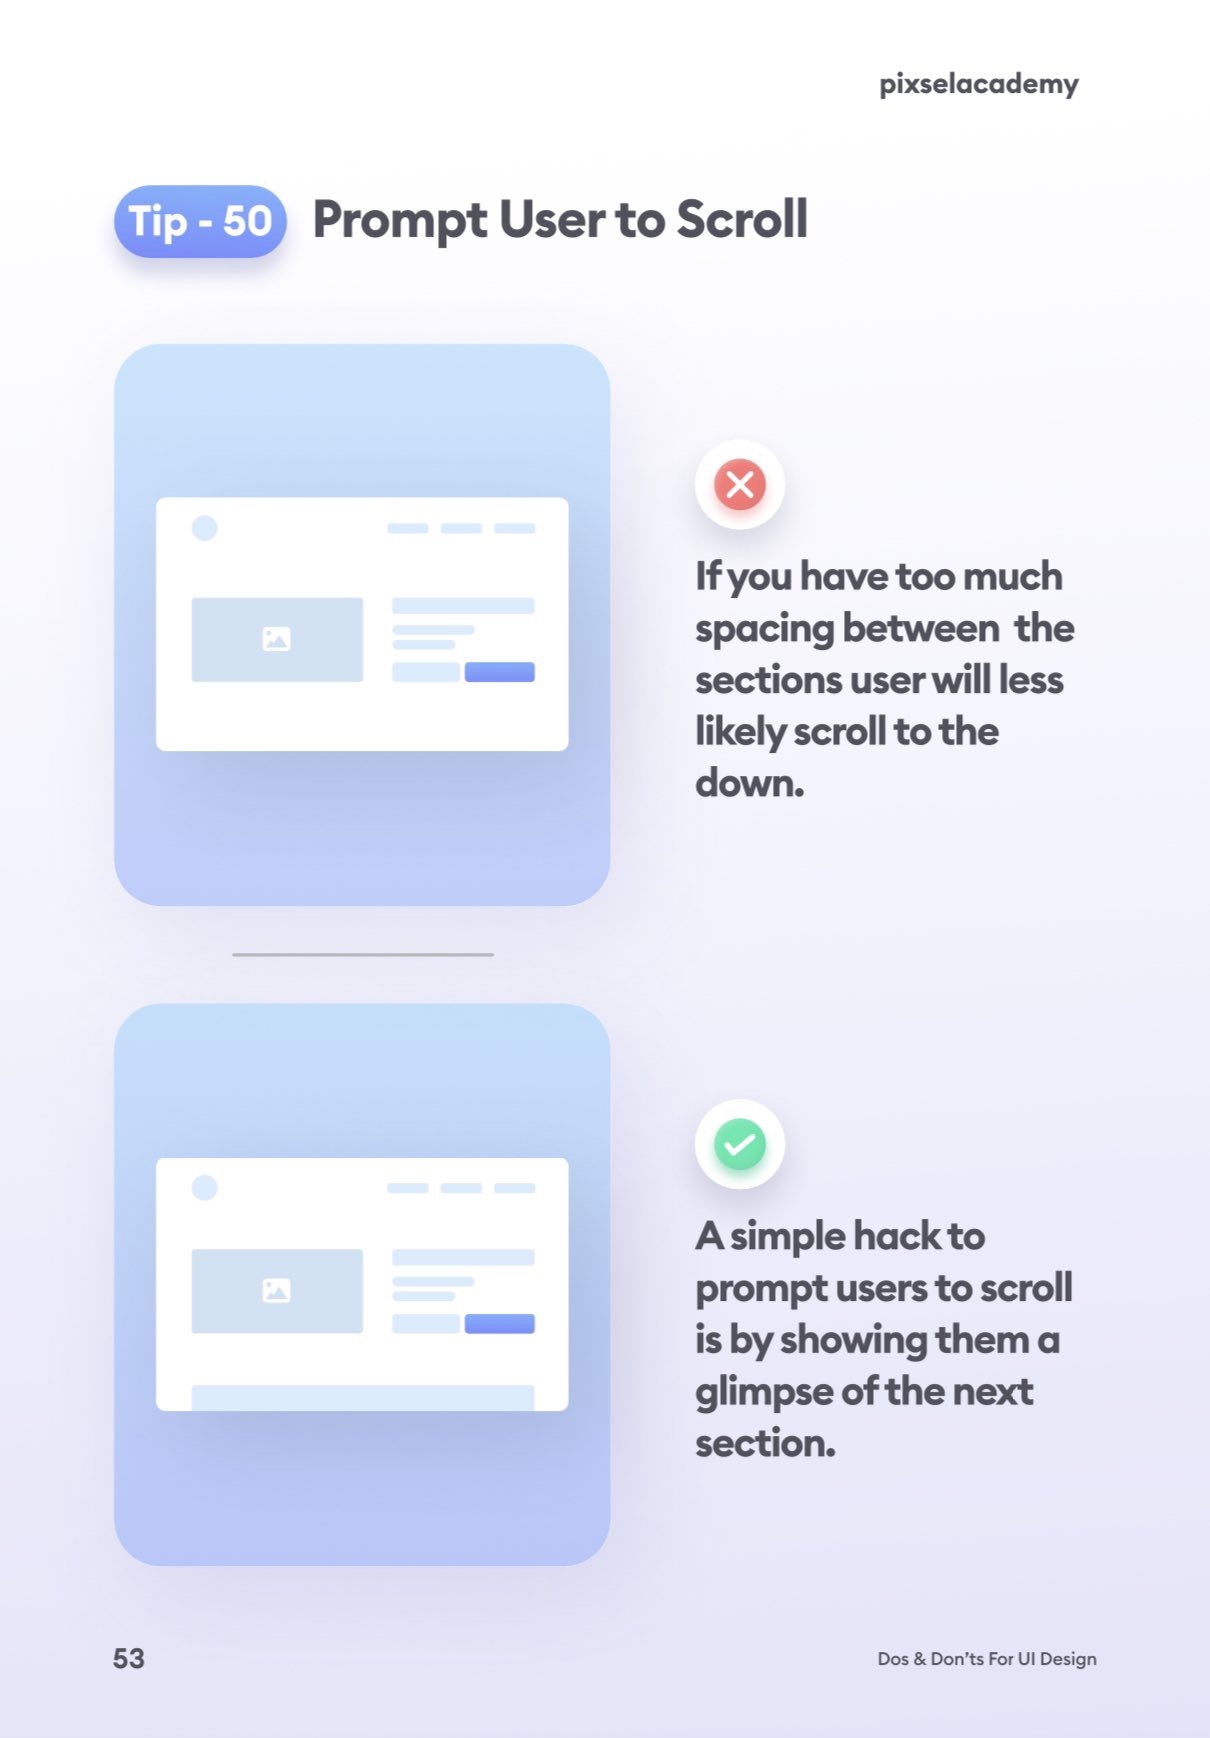 pixselacademy
Tip - 50 Prompt User to Scroll
If you have too much
spacing between the
sections user will less
likely scroll to the
down.
A simple hack to
prompt users to scroll
is by showing them a
glimpse of the next
section.
53
Dos & Don'ts For UI Design